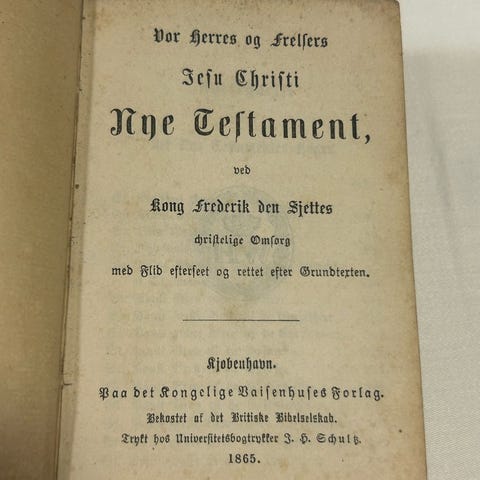 Vor Herres og Frelsers
Jesu Christi
Nye Testament,
ved
Kong Frederik den Sjettes
christelige Omsorg
med Flid efterseet og rettet efter Grundtexten.
Kjøbenhavn.
Paa det Kongelige Vaisenhuses Forlag.
Bekostet af det Britiske Bibelselskab.
Trykt hos Universitetsbogtrykker J. H. Schultz.
1865.